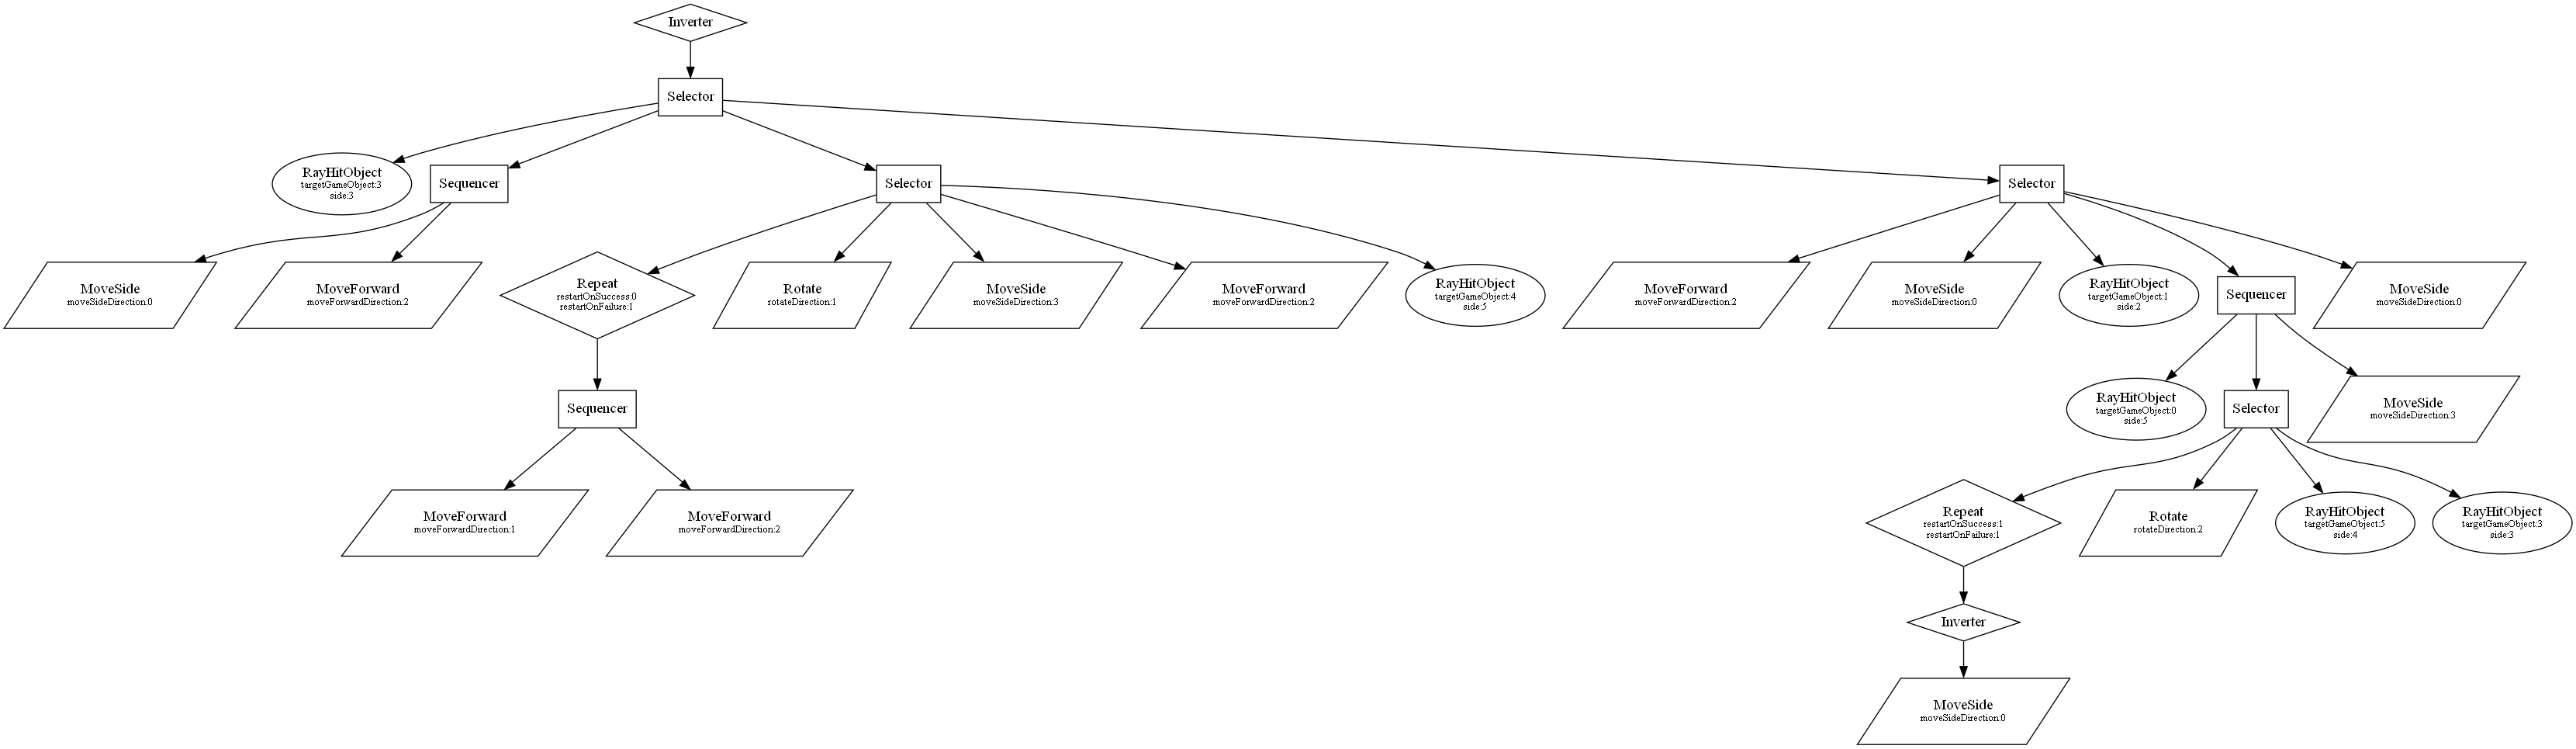 Inverter
Selector
RayHitObject
targetGameObject:3
side:3
Sequencer
Selector
Selector
MoveSide
moveSideDirection:0
MoveForward
moveForwardDirection:2
Repeat
restartOnSuccess:0
restartOnFailure:1
Rotate
rotateDirection:1
MoveSide
moveSideDirection:3
MoveForward
moveForwardDirection:2
RayHitObject
targetGameObject:4
side:5
MoveForward
moveForwardDirection:2
MoveSide
moveSideDirection:0
RayHitObject
targetGameObject:1
side:2
Sequencer
MoveSide
moveSideDirection:0
Sequencer
RayHitObject
targetGameObject:0
side:5
Selector
MoveSide
moveSideDirection:3
MoveForward
moveForwardDirection:1
MoveForward
moveForwardDirection:2
Repeat
restartOnSuccess:1
restartOnFailure:1
Rotate
rotateDirection:2
RayHitObject
targetGameObject:5
side:4
RayHitObject
targetGameObject:3
side:3
Inverter
MoveSide
moveSideDirection:0